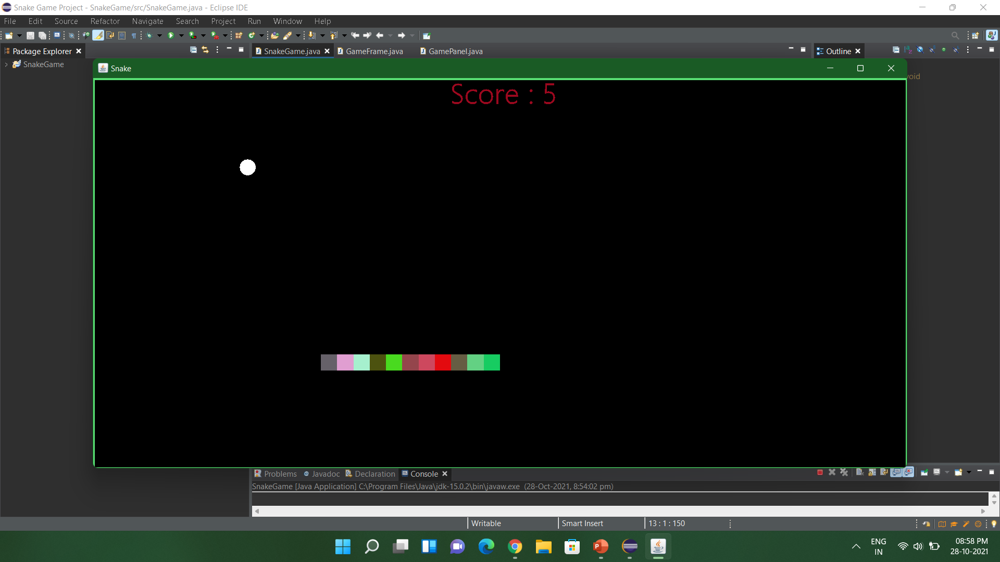 Snake Game Project - SnakeGame/src/SnakeGame.java - Eclipse IDE
File Edit Source Refactor Navigate Search Project Run Window Help
Package Explorer
SnakeGame.java GameFrame.java GamePanel.java
Outline
SnakeGame
Snake
void
Score : 5
Problems Javadoc Declaration Console
SnakeGame [Java Application] C:\Program Files\Java\jdk-15.0.2\bin\javaw.exe (28-Oct-2021, 8:54:02 pm)
Writable Smart Insert 13 : 1 : 150
ENG
IN
08:58 PM
28-10-2021